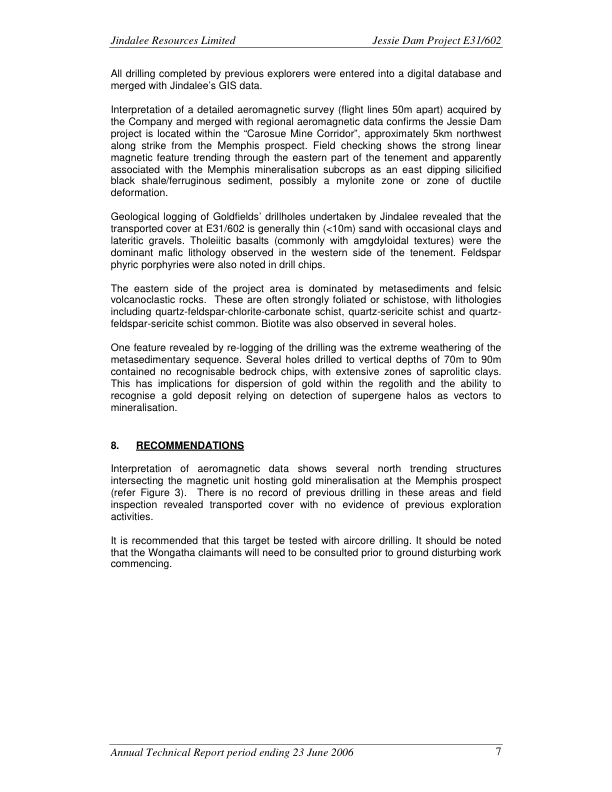 Jindalee Resources Limited Jessie Dam Project E31/602
All drilling completed by previous explorers were entered into a digital database and
merged with Jindalee's GIS data.
Interpretation of a detailed aeromagnetic survey (flight lines 50m apart) acquired by
the Company and merged with regional aeromagnetic data confirms the Jessie Dam
project is located within the “Carosue Mine Corridor”, approximately 5km northwest
along strike from the Memphis prospect. Field checking shows the strong linear
magnetic feature trending through the eastern part of the tenement and apparently
associated with the Memphis mineralisation subcrops as an east dipping silicified
black shale/ferruginous sediment, possibly a mylonite zone or zone of ductile
deformation.
Geological logging of Goldfields' drillholes undertaken by Jindalee revealed that the
transported cover at E31/602 is generally thin (<10m) sand with occasional clays and
lateritic gravels. Tholeiitic basalts (commonly with amgdyloidal textures) were the
dominant mafic lithology observed in the western side of the tenement. Feldspar
phyric porphyries were also noted in drill chips.
The eastern side of the project area is dominated by metasediments and felsic
volcanoclastic rocks. These are often strongly foliated or schistose, with lithologies
including quartz-feldspar-chlorite-carbonate schist, quartz-sericite schist and quartz-
feldspar-sericite schist common. Biotite was also observed in several holes.
One feature revealed by re-logging of the drilling was the extreme weathering of the
metasedimentary sequence. Several holes drilled to vertical depths of 70m to 90m
contained no recognisable bedrock chips, with extensive zones of saprolitic clays.
This has implications for dispersion of gold within the regolith and the ability to
recognise a gold deposit relying on detection of supergene halos as vectors to
mineralisation.
8. RECOMMENDATIONS
Interpretation of aeromagnetic data shows several north trending structures
intersecting the magnetic unit hosting gold mineralisation at the Memphis prospect
(refer Figure 3). There is no record of previous drilling in these areas and field
inspection revealed transported cover with no evidence of previous exploration
activities.
It is recommended that this target be tested with aircore drilling. It should be noted
that the Wongatha claimants will need to be consulted prior to ground disturbing work
commencing.
Annual Technical Report period ending 23 June 2006 7